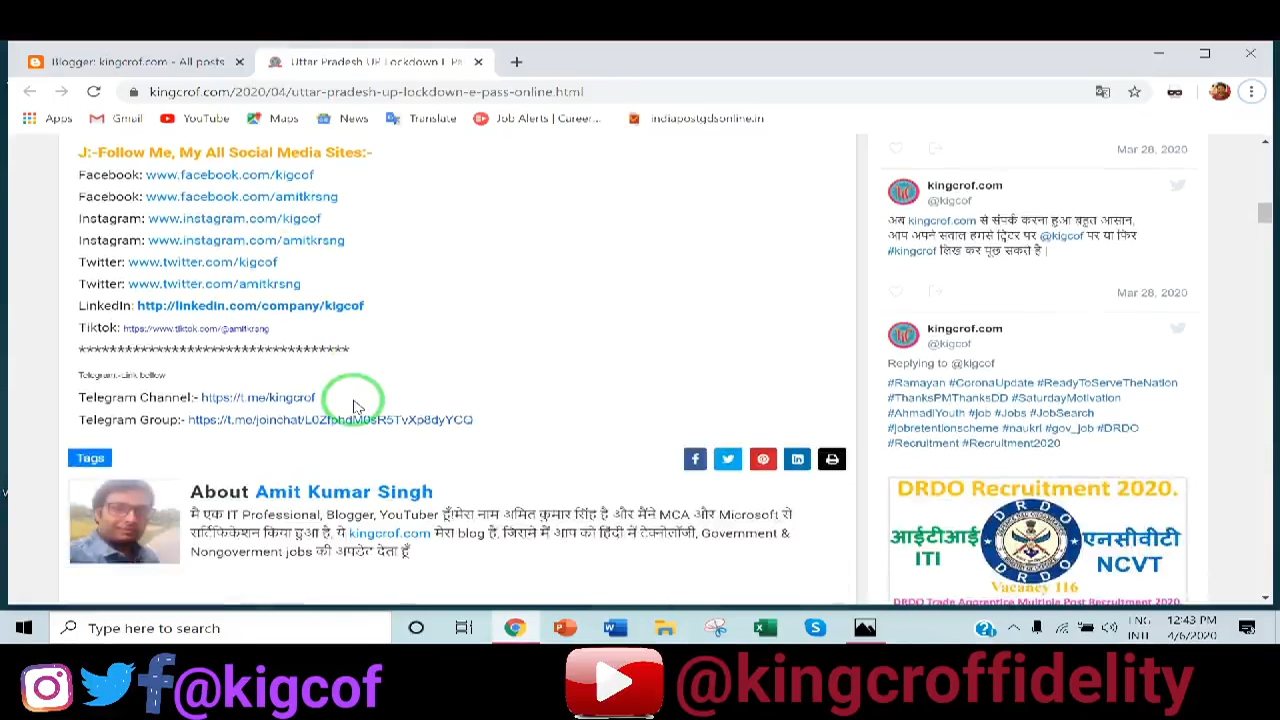 Blogger: kingcrof.com - All posts
Uttar Pradesh UP Lockdown E Pa
kingcrof.com/2020/04/uttar-pradesh-up-lockdown-e-pass-online.html
Apps Gmail YouTube Maps News Translate Job Alerts | Career... indiapostgdsonline.in
J:-Follow Me, My All Social Media Sites:-
Facebook: www.facebook.com/kigcof
Facebook: www.facebook.com/amitkrsng
Instagram: www.instagram.com/kigcof
Instagram: www.instagram.com/amitkrsng
Twitter: www.twitter.com/kigcof
Twitter: www.twitter.com/amitkrsng
LinkedIn: http://linkedin.com/company/kigcof
Tiktok: https://www.tiktok.com/@amitkrsng
***********************************
Telegram:-Link bellow
Telegram Channel:- https://t.me/kingcrof
Telegram Group:- https://t.me/joinchat/L0ZfphdM0sR5TvXp8dyYCQ
Tags
About Amit Kumar Singh
मै एक IT Professional, Blogger, YouTuber हूँ।मेरा नाम अमित कुमार सिंह है और मैंने MCA और Microsoft से
सर्टिफिकेशन किया हुआ है, ये kingcrof.com मेरा blog है, जिसमे मैं आप को हिंदी में टेक्नोलॉजी, Government &
Nongoverment jobs की अपडेट देता हूँ
Mar 28, 2020
kingcrof.com
@kigcof
अब kingcrof.com से संपर्क करना हुआ बहुत आसान,
आप अपने सवाल हमसे ट्विटर पर @kigcof पर या फिर
#kingcrof लिख कर पूछ सकते है |
Mar 28, 2020
kingcrof.com
@kigcof
Replying to @kigcof
#Ramayan #CoronaUpdate #ReadyToServeTheNation
#ThanksPMThanksDD #SaturdayMotivation
#AhmadiYouth #job #Jobs #JobSearch
#jobretentionscheme #naukri #gov_job #DRDO
#Recruitment #Recruitment2020
DRDO Recruitment 2020.
DRDO
आईटीआई
ITI
एनसीवीटी
NCVT
DRDO
Vacancy 116
DRDO Trade Apprentice Multiple Post Recruitment 2020.
Type here to search
ENG
INTL
12:43 PM
4/6/2020
@kigcof
@kingcroffidelity